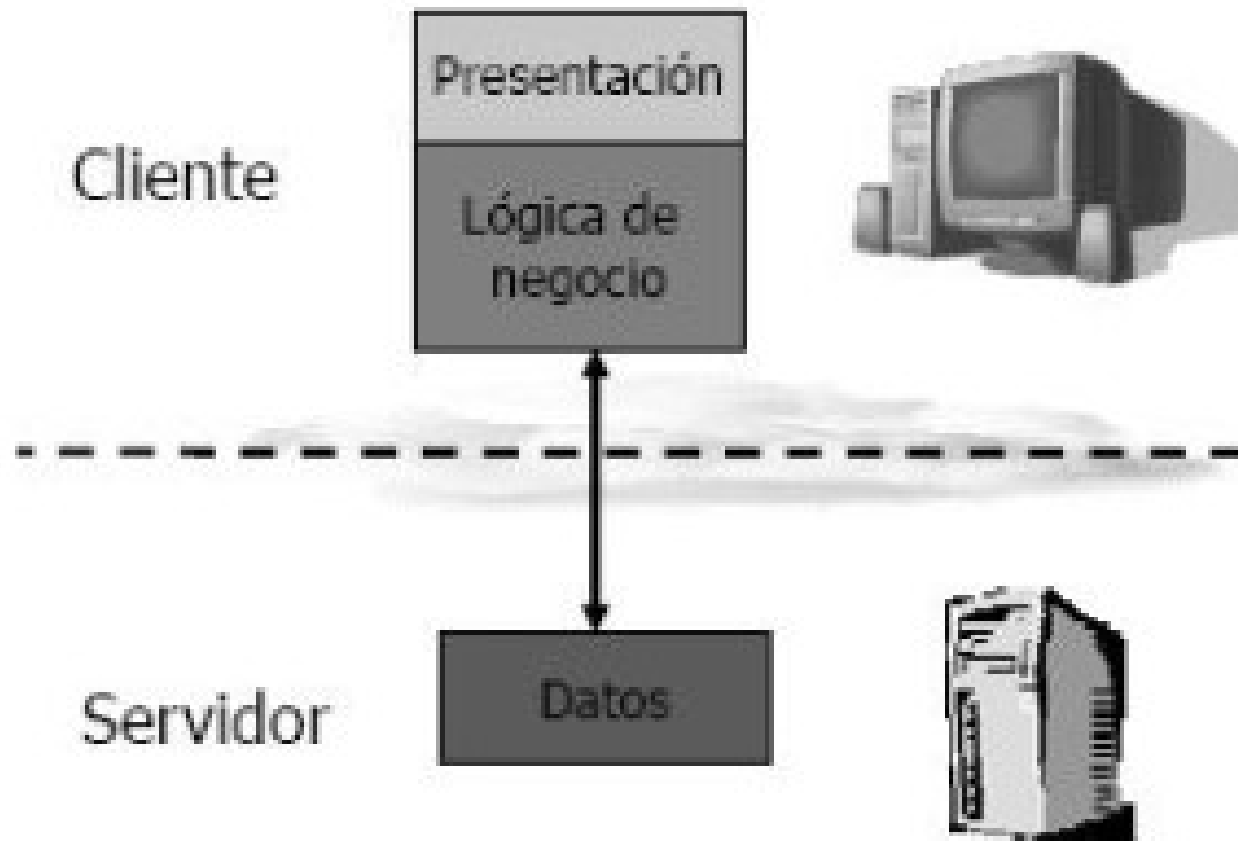 Presentación
Cliente
Lógica de
negocio
Datos
Servidor